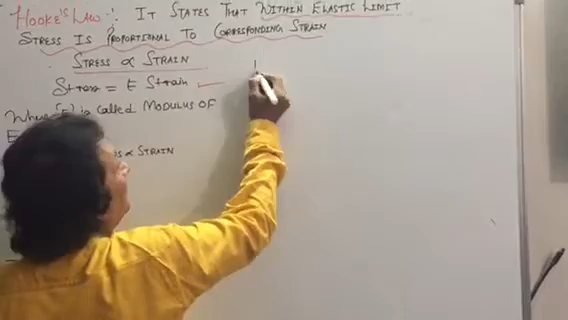 HOOKE'S LAW :- IT STATES THAT WITHIN ELASTIC LIMIT
STRESS IS PROPORTIONAL TO CORRESPONDING STRAIN
STRESS ∝ STRAIN
Stress = E Strain
Where [E] is called MODULUS OF
∝ STRAIN